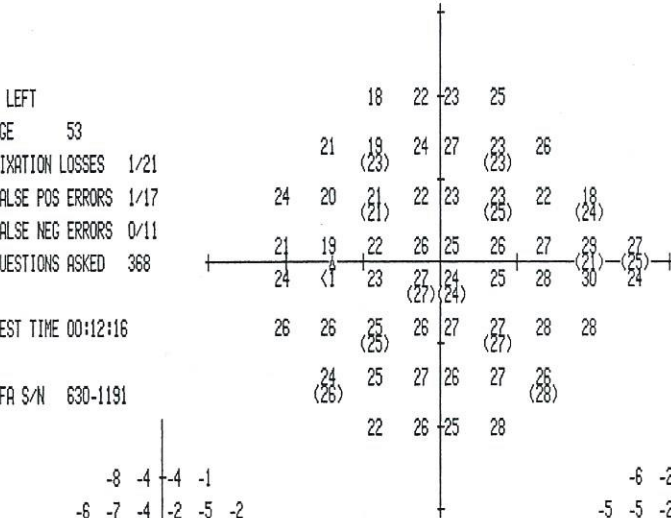 LEFT
18 22 23 25
GE 53
21 19 24 27 23 26
(23) (23)
IXATION LOSSES 1/21
ALSE POS ERRORS 1/17
24 20 21 22 23 23 22 18
(21) (25) (24)
ALSE NEG ERRORS 0/11
21 19 22 26 25 26 27 29 27
(21) (25)
UESTIONS ASKED 368
24 <1 23 27 24 25 28 30 24
(27) (24)
EST TIME 00:12:16
26 26 25 26 27 27 28 28
(25) (27)
24 25 27 26 27 26
(26) (28)
FA S/N 630-1191
22 26 25 28
-8 -4 -4 -1
-6 -2
-6 -7 -4 -2 -5 -2
-5 -5 -2